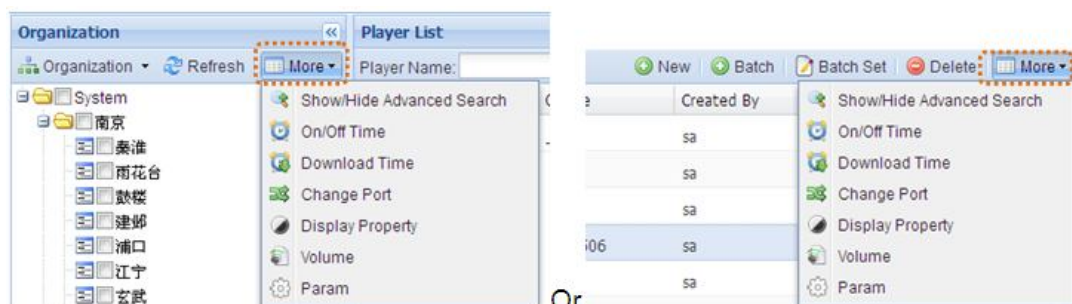 Organization
Player List
Organization
Refresh
More
Player Name:
System
南京
秦淮
雨花台
鼓楼
建邺
浦口
江宁
玄武
Show/Hide Advanced Search
On/Off Time
Download Time
Change Port
Display Property
Volume
Param
Or
New
Batch
Batch Set
Delete
More
e
Created By
sa
sa
sa
506
sa
sa
Show/Hide Advanced Search
On/Off Time
Download Time
Change Port
Display Property
Volume
Param